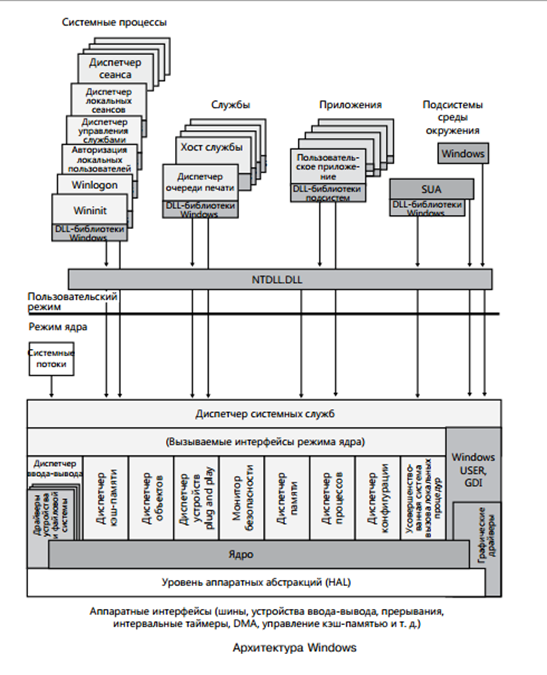 Системные процессы
Диспетчер
сеанса
Диспетчер
локальных
сеансов
Диспетчер
управления
службами
Авторизация
локальных
пользователей
Winlogon
Wininit
DLL-библиотеки
Windows
Службы
Хост службы
Диспетчер
очереди печати
DLL-библиотеки
Windows
Приложения
Пользователь-
ское приложе-
ние
DLL-библиотеки
подсистем
Подсистемы
среды
окружения
Windows
SUA
DLL-библиотеки
Windows
NTDLL.DLL
Пользовательский
режим
Режим ядра
Системные
потоки
Диспетчер системных служб
(Вызываемые интерфейсы режима ядра)
Диспетчер
ввода-вывода
Драйверы
устройства
и файловой
системы
Диспетчер
кэш-памяти
Диспетчер
объектов
Диспетчер
устройств
plug and play
Монитор
безопасности
Диспетчер
памяти
Диспетчер
процессов
Диспетчер
конфигурации
Усовершенство-
ванная система
вызова локальных
процедур
Windows
USER,
GDI
Графические
драйверы
Ядро
Уровень аппаратных абстракций (HAL)
Аппаратные интерфейсы (шины, устройства ввода-вывода, прерывания,
интервальные таймеры, DMA, управление кэш-памятью и т. д.)
Архитектура Windows